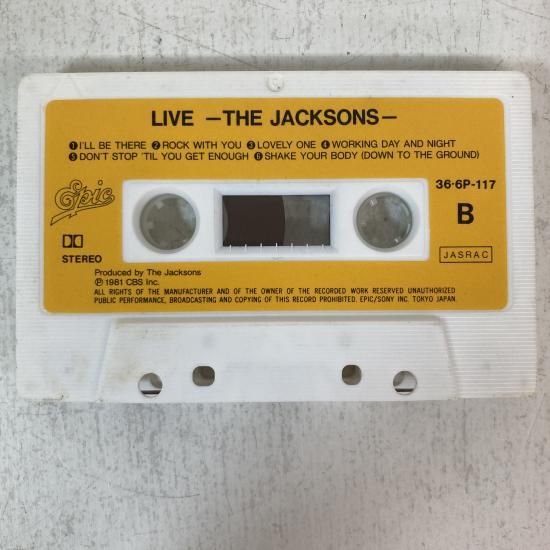 LIVE —THE JACKSONS—
❶I'LL BE THERE ❷ROCK WITH YOU ❸LOVELY ONE ❹WORKING DAY AND NIGHT
❺DON'T STOP 'TIL YOU GET ENOUGH ❻SHAKE YOUR BODY (DOWN TO THE GROUND)
36·6P-117
Epic
B
STEREO
JASRAC
Produced by The Jacksons
Ⓟ1981 CBS Inc.
ALL RIGHTS OF THE MANUFACTURER AND OF THE OWNER OF THE RECORDED WORK RESERVED UNAUTHORIZED
PUBLIC PERFORMANCE, BROADCASTING AND COPYING OF THIS RECORD PROHIBITED. EPIC/SONY INC. TOKYO JAPAN.